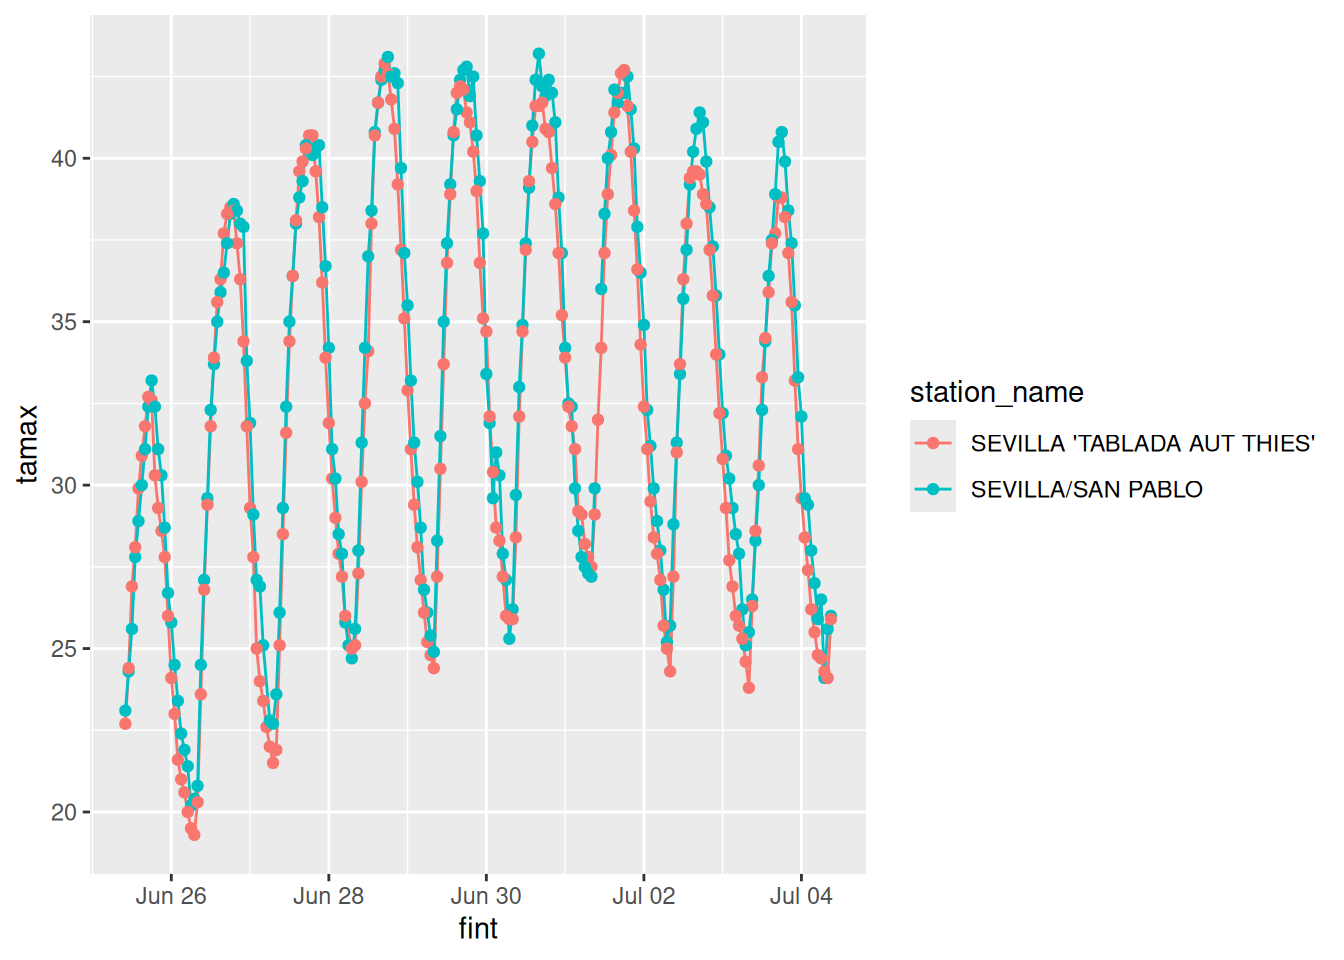 tamax
40
35
30
25
20
Jun 26
Jun 28
Jun 30
Jul 02
Jul 04
fint
station_name
SEVILLA 'TABLADA AUT THIES'
SEVILLA/SAN PABLO